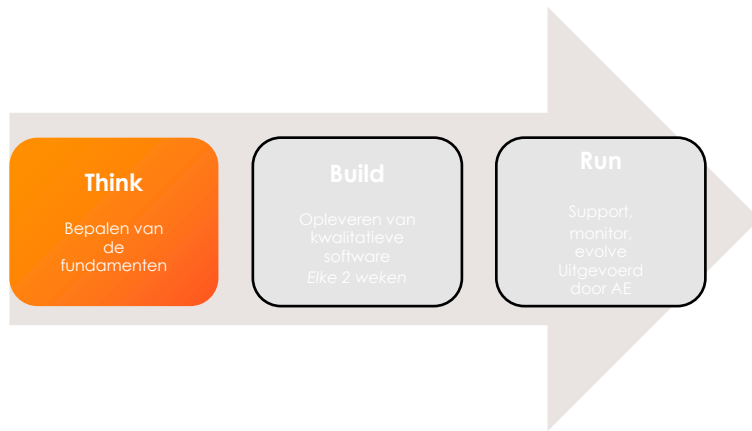 Think
Bepalen van
de
fundamenten
Build
Opleveren van
kwalitatieve
software
Elke 2 weken
Run
Support,
monitor,
evolve
Uitgevoerd
door AE